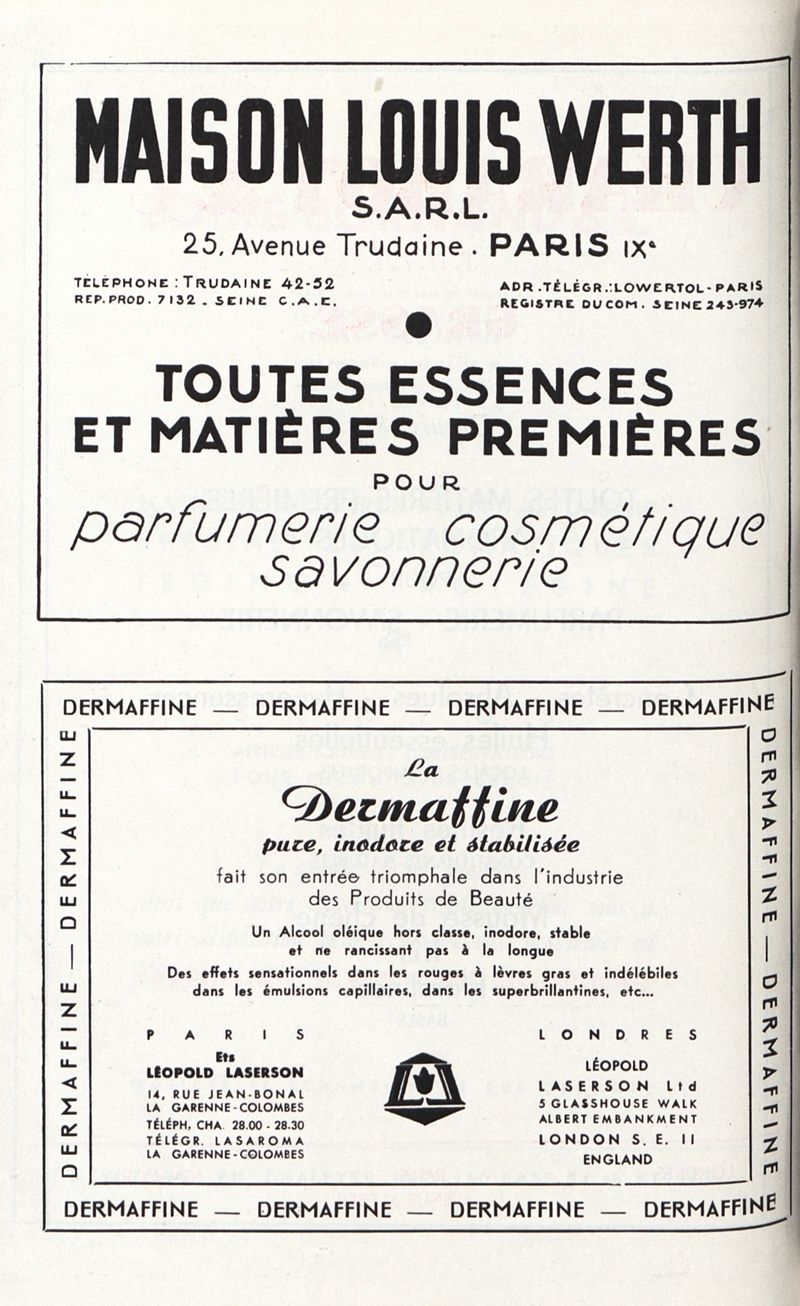 MAISON LOUIS WERTH
S.A.R.L.
25, Avenue Trudaine . PARIS IXᵉ
TÉLÉPHONE : TRUDAINE 42-52
REP. PROD. 7132 . SEINE C.A.E.
ADR. TÉLÉGR. : LOWERTOL - PARIS
REGISTRE DU COM. SEINE 243-974
TOUTES ESSENCES
ET MATIÈRES PREMIÈRES
POUR
parfumerie cosmétique
savonnerie
DERMAFFINE — DERMAFFINE — DERMAFFINE — DERMAFFINE
DERMAFFINE — DERMAFFINE
DERMAFFINE — DERMAFFINE
La
Dermaffine
pure, inodore et stabilisée
fait son entrée triomphale dans l'industrie
des Produits de Beauté
Un Alcool oléique hors classe, inodore, stable
et ne rancissant pas à la longue
Des effets sensationnels dans les rouges à lèvres gras et indélébiles
dans les émulsions capillaires, dans les superbrillantines, etc...
PARIS
Ets
LÉOPOLD LASERSON
14, RUE JEAN-BONAL
LA GARENNE-COLOMBES
TÉLÉPH. CHA. 28.00 - 28.30
TÉLÉGR. LASAROMA
LA GARENNE-COLOMBES
LONDRES
LÉOPOLD
LASERSON Ltd
5 GLASSHOUSE WALK
ALBERT EMBANKMENT
LONDON S. E. 11
ENGLAND
DERMAFFINE — DERMAFFINE — DERMAFFINE — DERMAFFINE